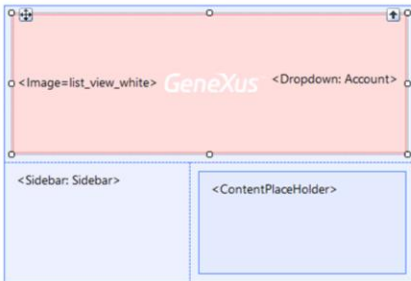 <Image=list_view_white> GeneXus <Dropdown: Account>
<Sidebar: Sidebar>
<ContentPlaceHolder>